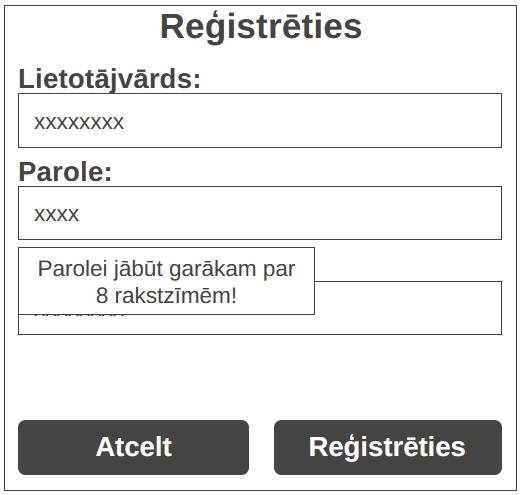 Reģistrēties
Lietotājvārds:
xxxxxxxx
Parole:
xxxx
Parolei jābūt garākam par
8 rakstzīmēm!
Atcelt
Reģistrēties